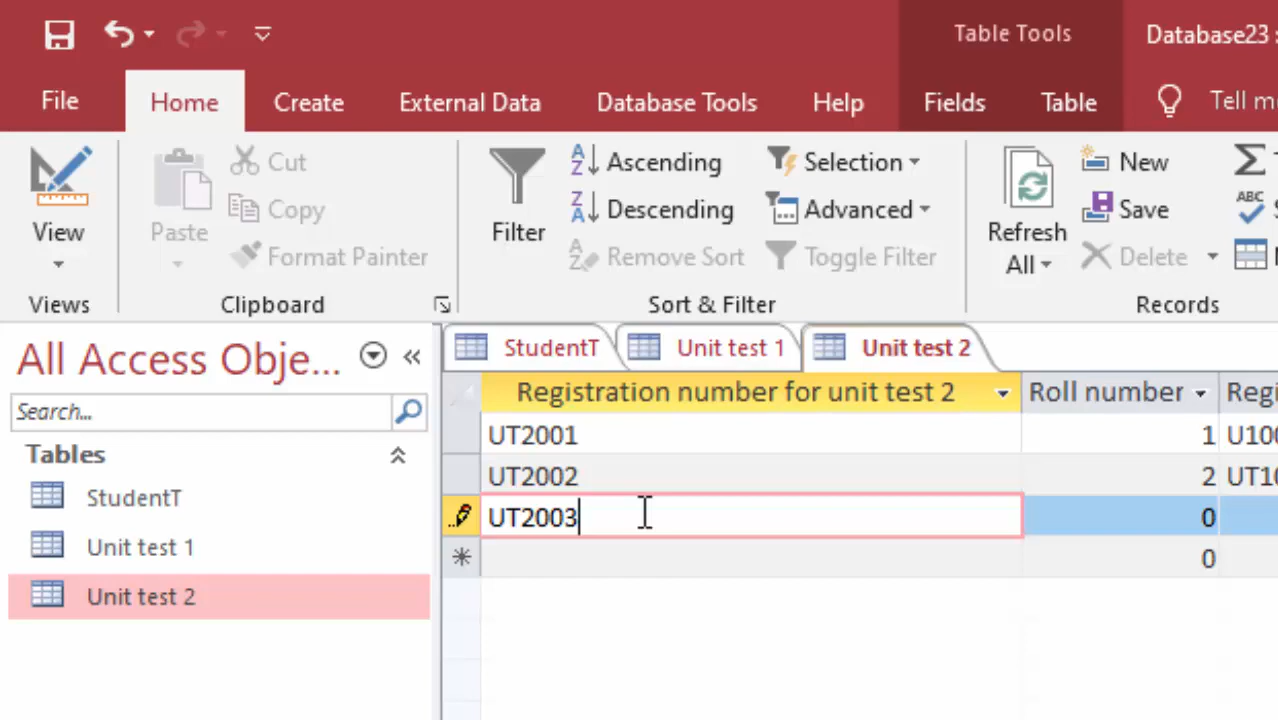 Table Tools
Database23
File Home Create External Data Database Tools Help Fields Table Tell
View
Views
Paste
Cut
Copy
Format Painter
Clipboard
Filter
Ascending
Descending
Remove Sort
Selection
Advanced
Toggle Filter
Sort & Filter
Refresh
All
New
Save
Delete
Records
ABC
All Access Obje...
Search...
Tables
StudentT
Unit test 1
Unit test 2
StudentT Unit test 1 Unit test 2
Registration number for unit test 2 Roll number
UT2001 1
UT2002 2
UT2003 0
0